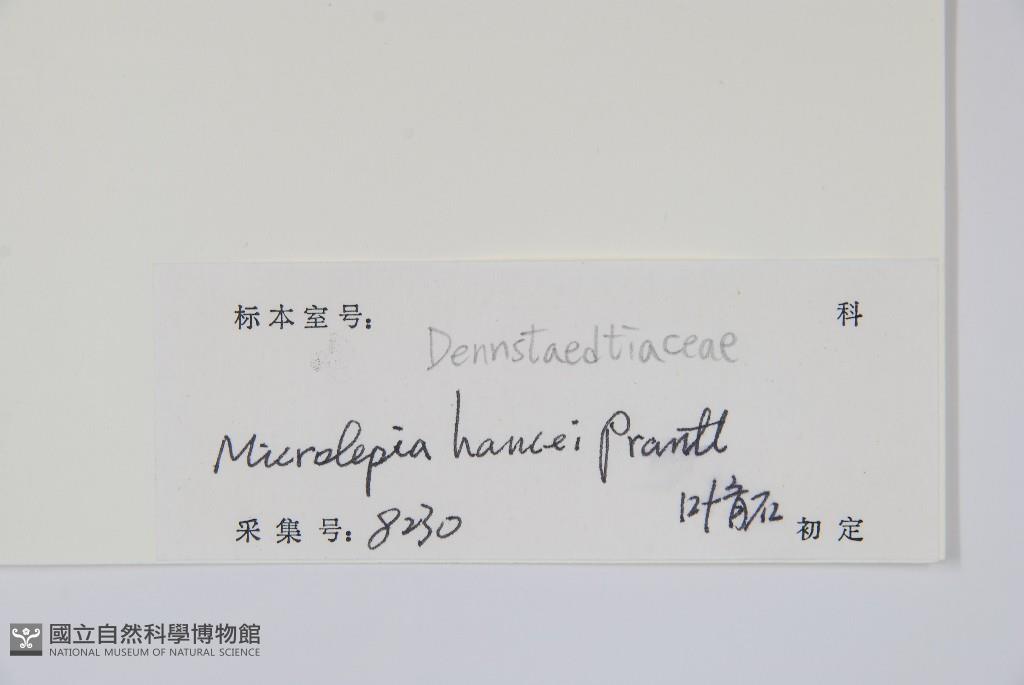 标本室号： 科
Dennstaedtiaceae
Microlepia hancei Prantl
采集号：8230 叶育石 初定
國立自然科學博物館
NATIONAL MUSEUM OF NATURAL SCIENCE